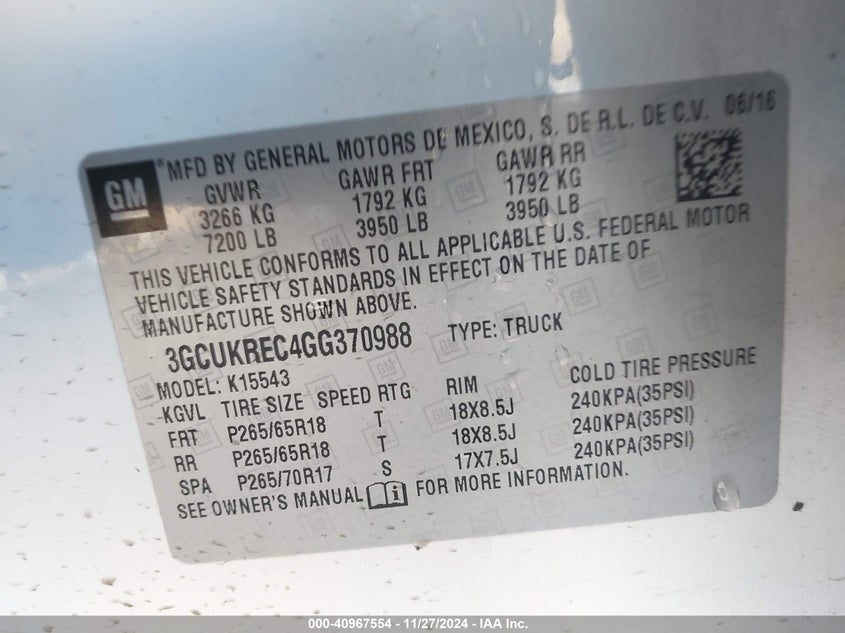 GM ® MFD BY GENERAL MOTORS DE MEXICO, S. DE R.L. DE C.V. 06/16
GVWR GAWR FRT GAWR RR
3266 KG 1792 KG 1792 KG
7200 LB 3950 LB 3950 LB
THIS VEHICLE CONFORMS TO ALL APPLICABLE U.S. FEDERAL MOTOR
VEHICLE SAFETY STANDARDS IN EFFECT ON THE DATE OF
MANUFACTURE SHOWN ABOVE.
3GCUKREC4GG370988 TYPE: TRUCK
MODEL: K15543
KGVL TIRE SIZE SPEED RTG RIM COLD TIRE PRESSURE
FRT P265/65R18 T 18X8.5J 240KPA(35PSI)
RR P265/65R18 T 18X8.5J 240KPA(35PSI)
SPA P265/70R17 S 17X7.5J 240KPA(35PSI)
SEE OWNER'S MANUAL FOR MORE INFORMATION.
000-40967554 - 11/27/2024 - IAA Inc.